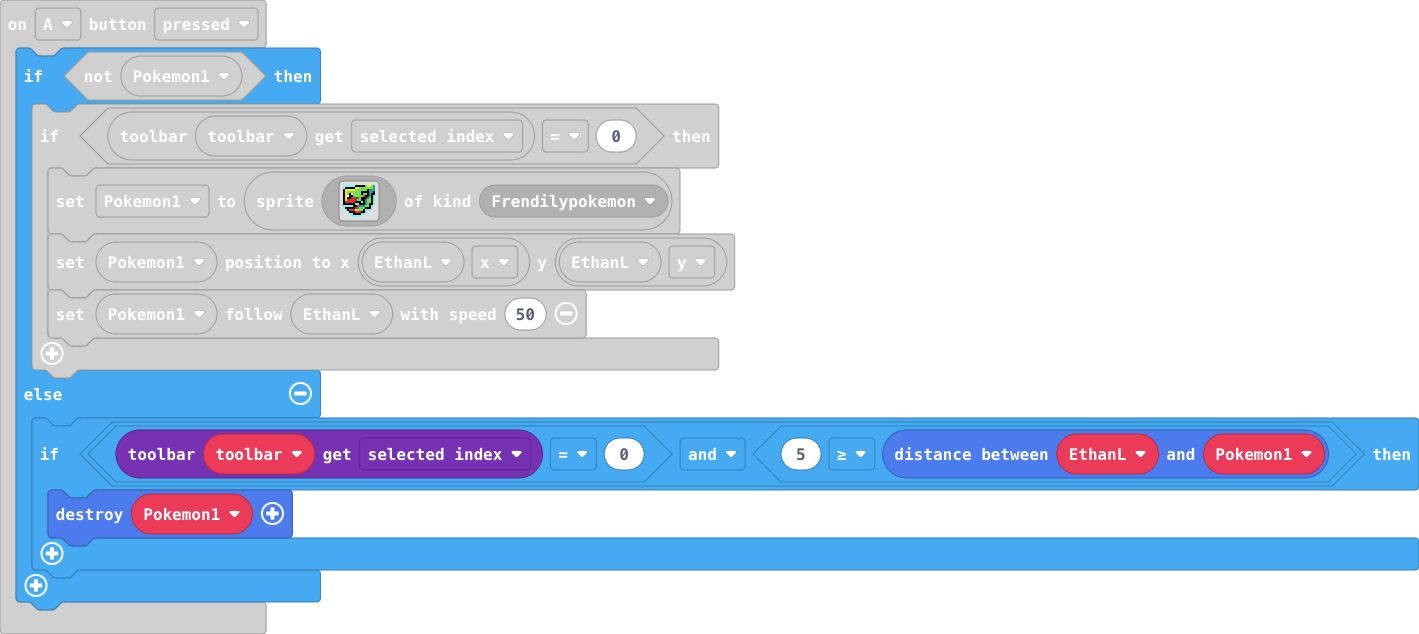 on A button pressed
if not Pokemon1 then
if toolbar toolbar get selected index = 0 then
set Pokemon1 to sprite of kind Frendilypokemon
set Pokemon1 position to x EthanL x y EthanL y
set Pokemon1 follow EthanL with speed 50
else
if toolbar toolbar get selected index = 0 and 5 ≥ distance between EthanL and Pokemon1 then
destroy Pokemon1